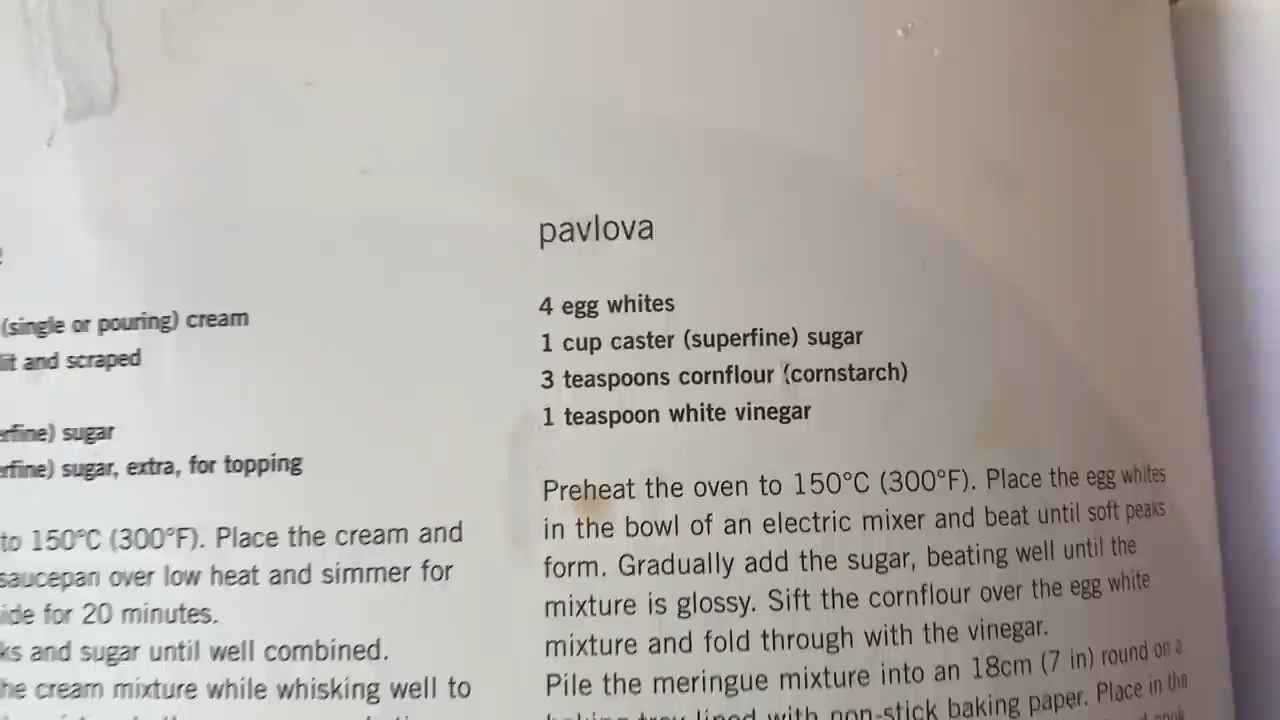 (single or pouring) cream
lit and scraped
rfine) sugar
rfine) sugar, extra, for topping
to 150°C (300°F). Place the cream and
saucepan over low heat and simmer for
ide for 20 minutes.
ks and sugar until well combined.
he cream mixture while whisking well to
pavlova
4 egg whites
1 cup caster (superfine) sugar
3 teaspoons cornflour (cornstarch)
1 teaspoon white vinegar
Preheat the oven to 150°C (300°F). Place the egg whites
in the bowl of an electric mixer and beat until soft peaks
form. Gradually add the sugar, beating well until the
mixture is glossy. Sift the cornflour over the egg white
mixture and fold through with the vinegar.
Pile the meringue mixture into an 18cm (7 in) round on a
baking tray lined with non-stick baking paper. Place in the